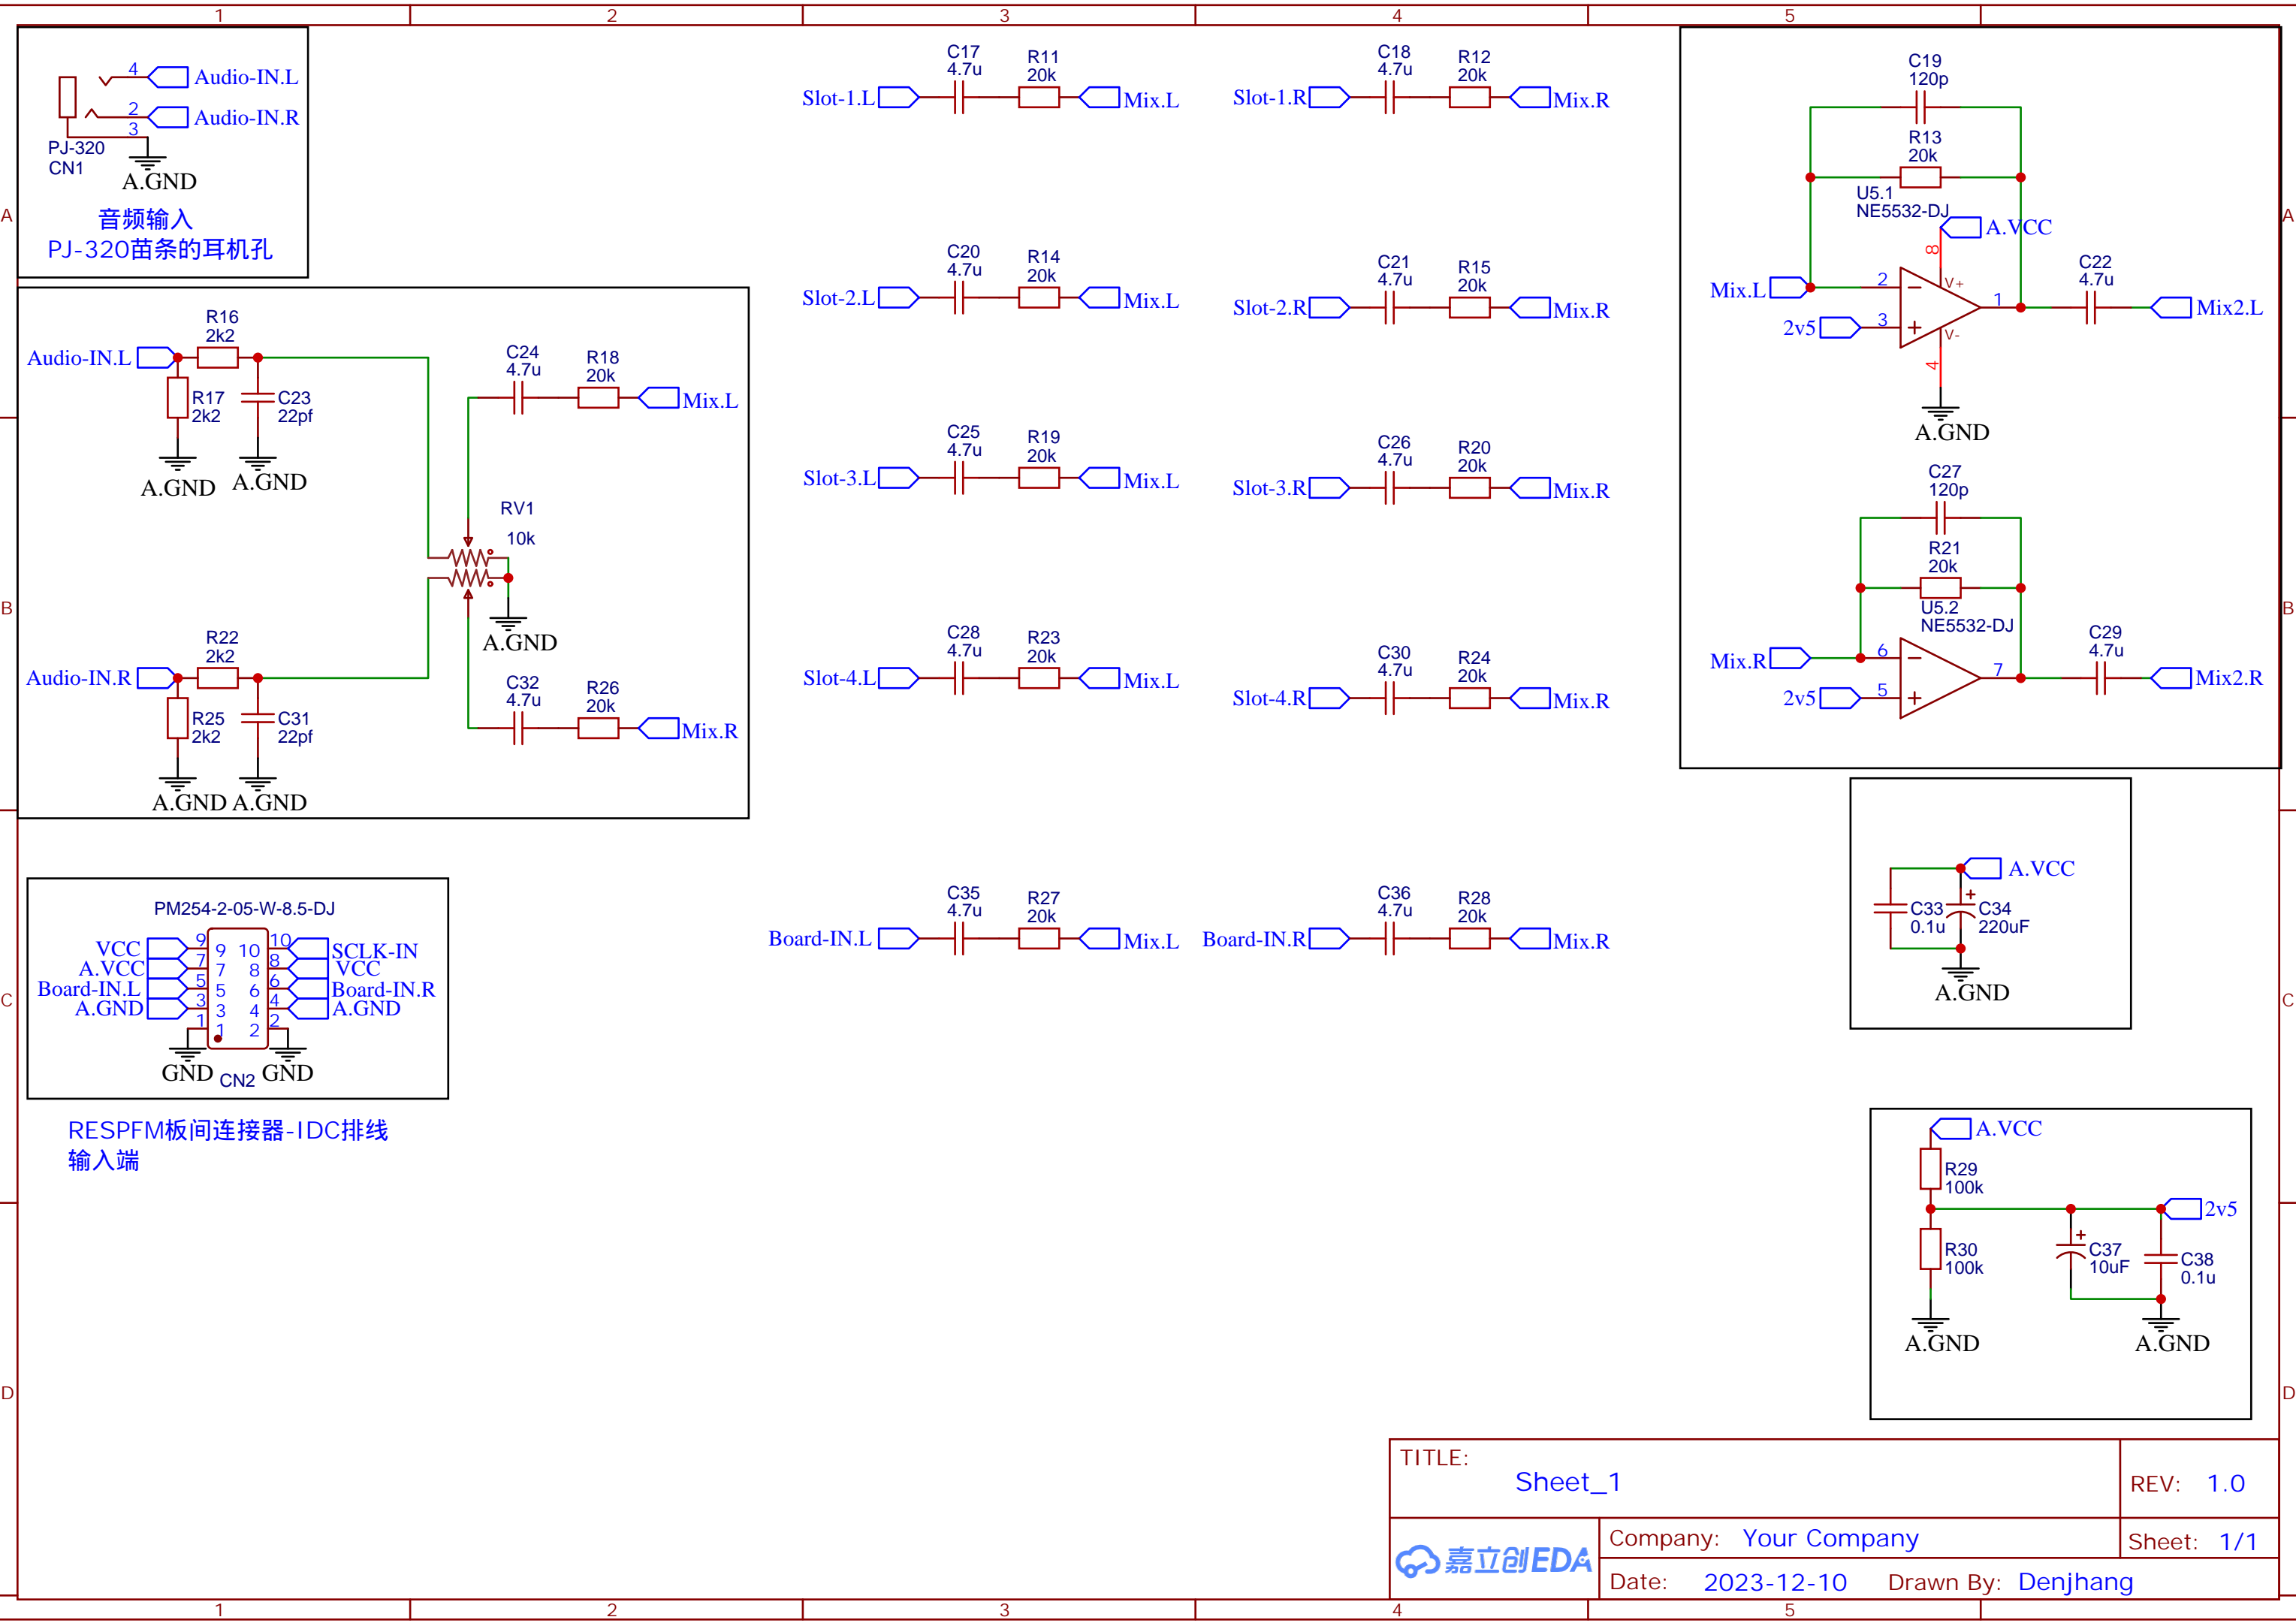 1 2 3 4 5
A
B
C
D
4 Audio-IN.L
2 Audio-IN.R
3
PJ-320
CN1
A.GND
音频输入
PJ-320苗条的耳机孔
R16
2k2
Audio-IN.L
R17
2k2
C23
22pf
A.GND A.GND
C24
4.7u
R18
20k
Mix.L
RV1
10k
A.GND
R22
2k2
Audio-IN.R
R25
2k2
C31
22pf
A.GND A.GND
C32
4.7u
R26
20k
Mix.R
PM254-2-05-W-8.5-DJ
VCC 9 9 10 10 SCLK-IN
A.VCC 7 7 8 8 VCC
Board-IN.L 5 5 6 6 Board-IN.R
A.GND 3 3 4 4 A.GND
1 1 2 2
GND CN2 GND
RESPFM板间连接器-IDC排线
输入端
C17
4.7u
R11
20k
Slot-1.L Mix.L
C18
4.7u
R12
20k
Slot-1.R Mix.R
C20
4.7u
R14
20k
Slot-2.L Mix.L
C21
4.7u
R15
20k
Slot-2.R Mix.R
C25
4.7u
R19
20k
Slot-3.L Mix.L
C26
4.7u
R20
20k
Slot-3.R Mix.R
C28
4.7u
R23
20k
Slot-4.L Mix.L
C30
4.7u
R24
20k
Slot-4.R Mix.R
C35
4.7u
R27
20k
Board-IN.L Mix.L
C36
4.7u
R28
20k
Board-IN.R Mix.R
C19
120p
R13
20k
U5.1
NE5532-DJ
A.VCC
8
V+
Mix.L 2
1
2v5 3
V-
4
A.GND
C22
4.7u
Mix2.L
C27
120p
R21
20k
U5.2
NE5532-DJ
Mix.R 6
7
2v5 5
C29
4.7u
Mix2.R
A.VCC
C33
0.1u
C34
220uF
A.GND
A.VCC
R29
100k
2v5
R30
100k
C37
10uF
C38
0.1u
A.GND A.GND
TITLE:
Sheet_1
REV: 1.0
嘉立创EDA
Company: Your Company
Sheet: 1/1
Date: 2023-12-10 Drawn By: Denjhang
A
B
C
D
1 2 3 4 5